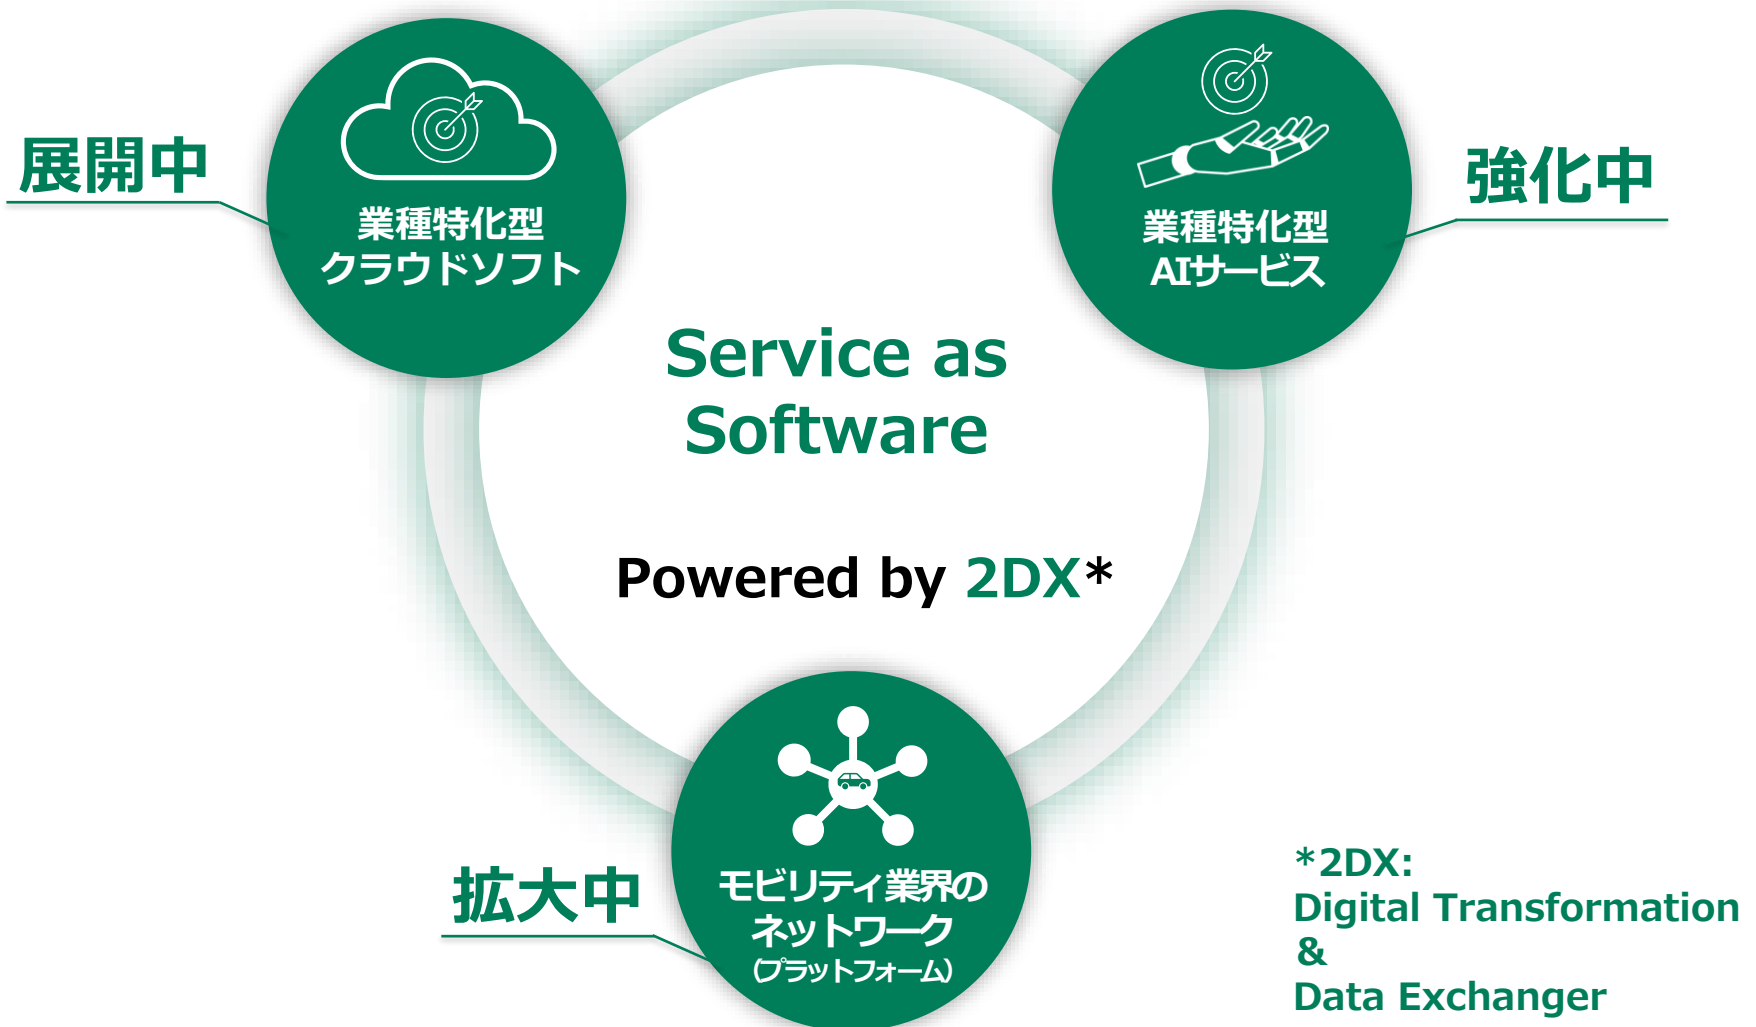 展開中
業種特化型
クラウドソフト
業種特化型
AIサービス
強化中
Service as
Software
Powered by 2DX*
拡大中
モビリティ業界の
ネットワーク
(プラットフォーム)
*2DX:
Digital Transformation
&
Data Exchanger